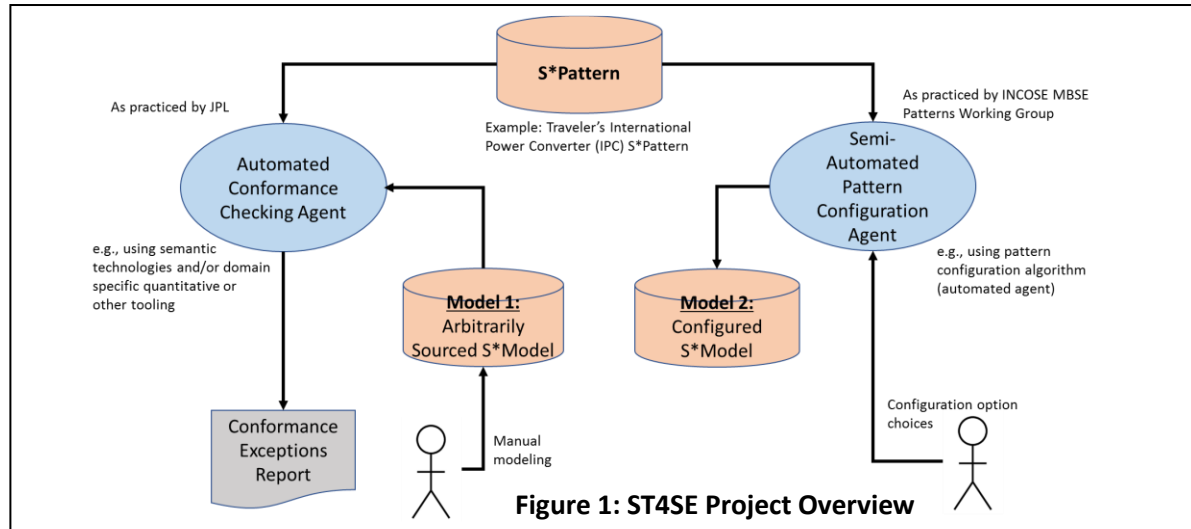 S*Pattern
As practiced by JPL
As practiced by INCOSE MBSE
Patterns Working Group
Example: Traveler's International
Power Converter (IPC) S*Pattern
Automated
Conformance
Checking Agent
Semi-
Automated
Pattern
Configuration
Agent
e.g., using semantic
technologies and/or domain
specific quantitative or
other tooling
e.g., using pattern
configuration algorithm
(automated agent)
Model 1:
Arbitrarily
Sourced S*Model
Model 2:
Configured
S*Model
Conformance
Exceptions
Report
Manual
modeling
Configuration option
choices
Figure 1: ST4SE Project Overview